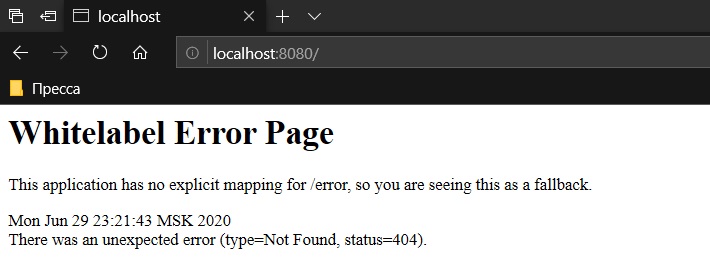 localhost
localhost:8080/
Пресса
Whitelabel Error Page
This application has no explicit mapping for /error, so you are seeing this as a fallback.
Mon Jun 29 23:21:43 MSK 2020
There was an unexpected error (type=Not Found, status=404).